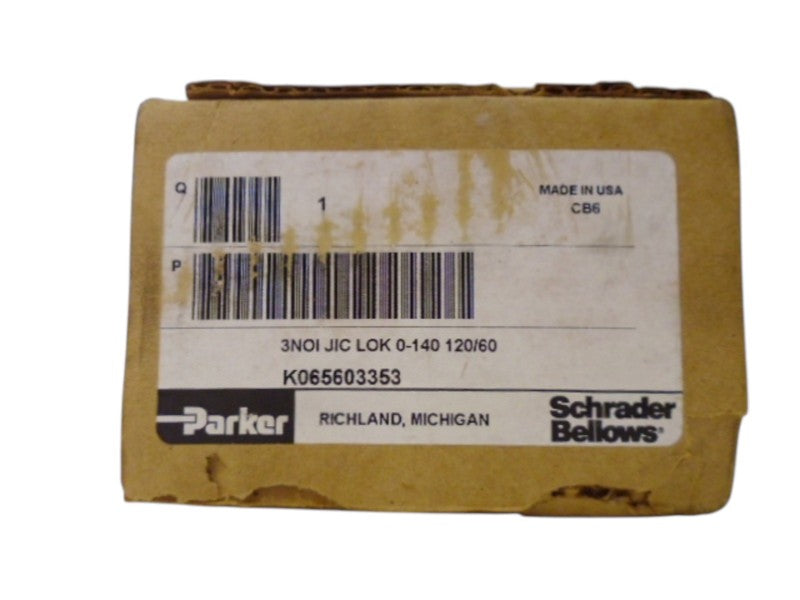 Q 1 MADE IN USA
CB6
P
3NOI JIC LOK 0-140 120/60
K065603353
Parker RICHLAND, MICHIGAN Schrader
Bellows®